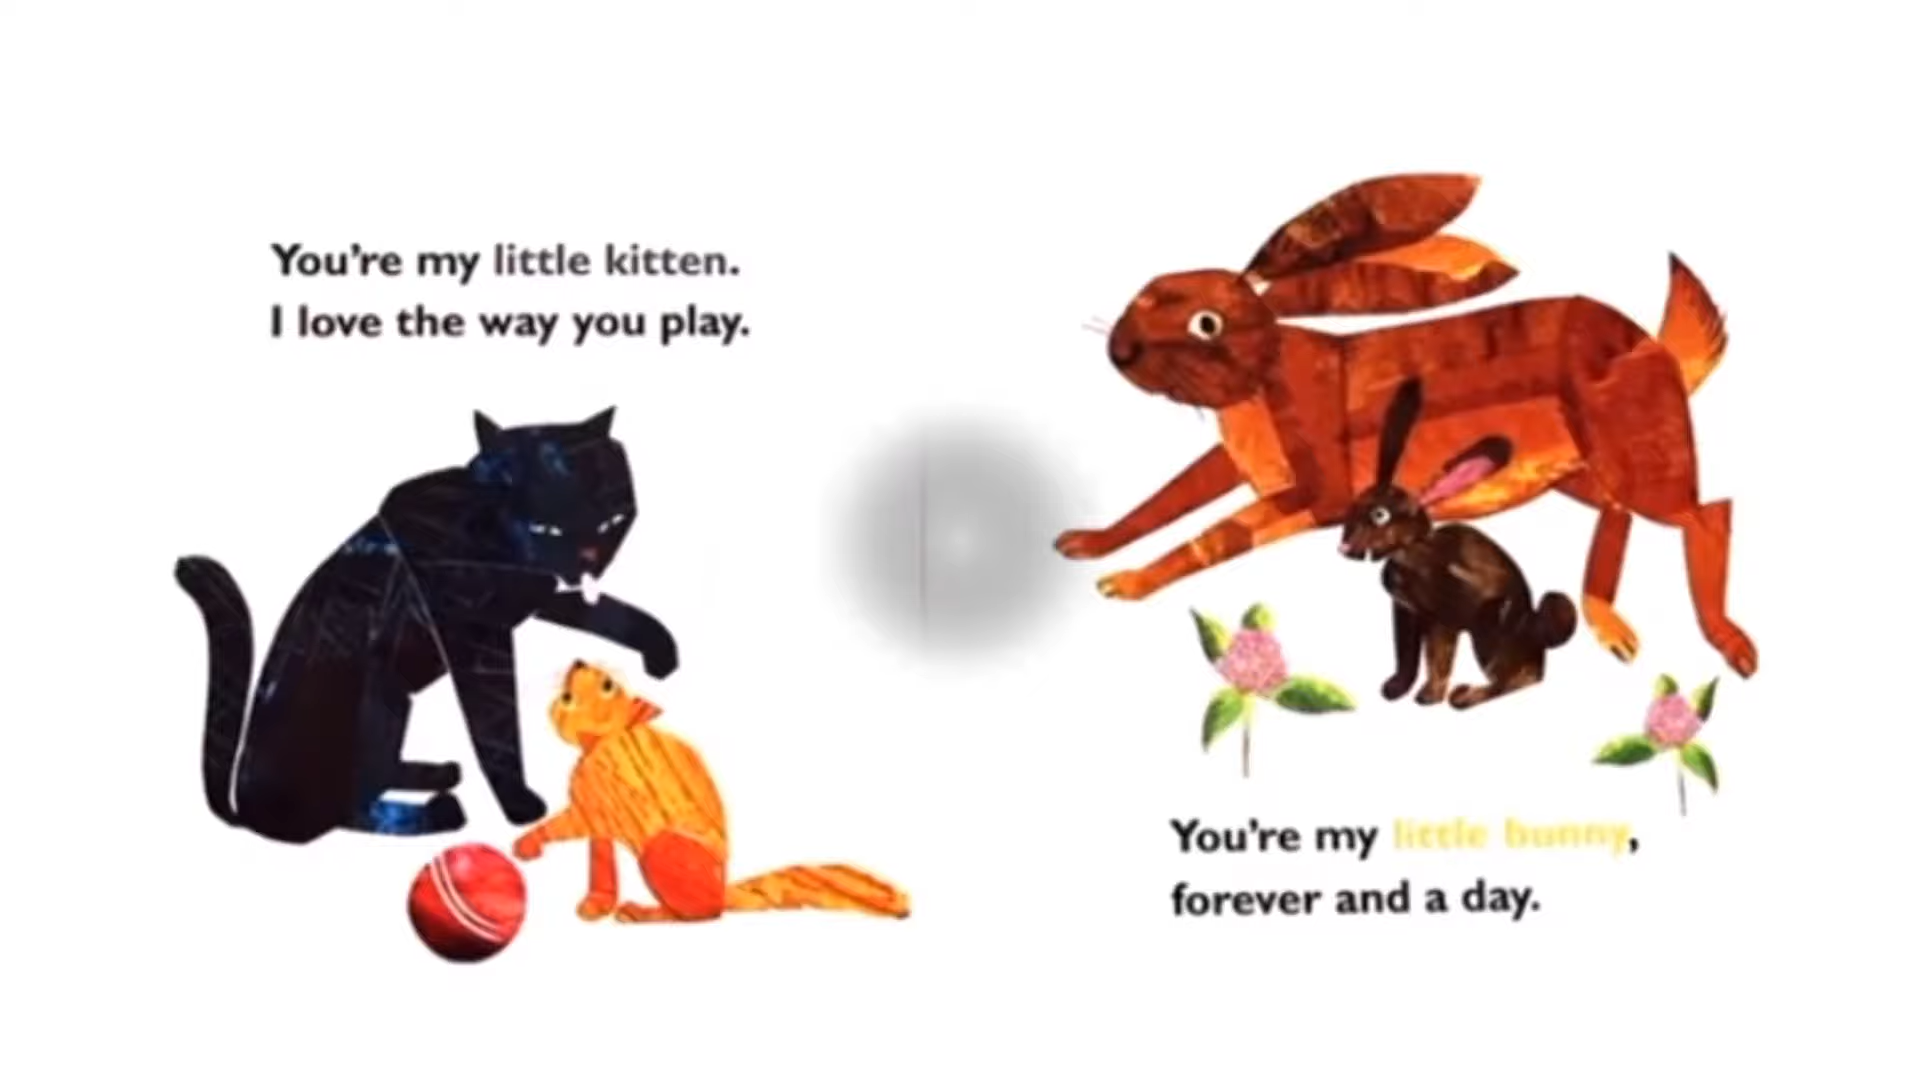 You're my little kitten.
I love the way you play.
You're my little bunny,
forever and a day.